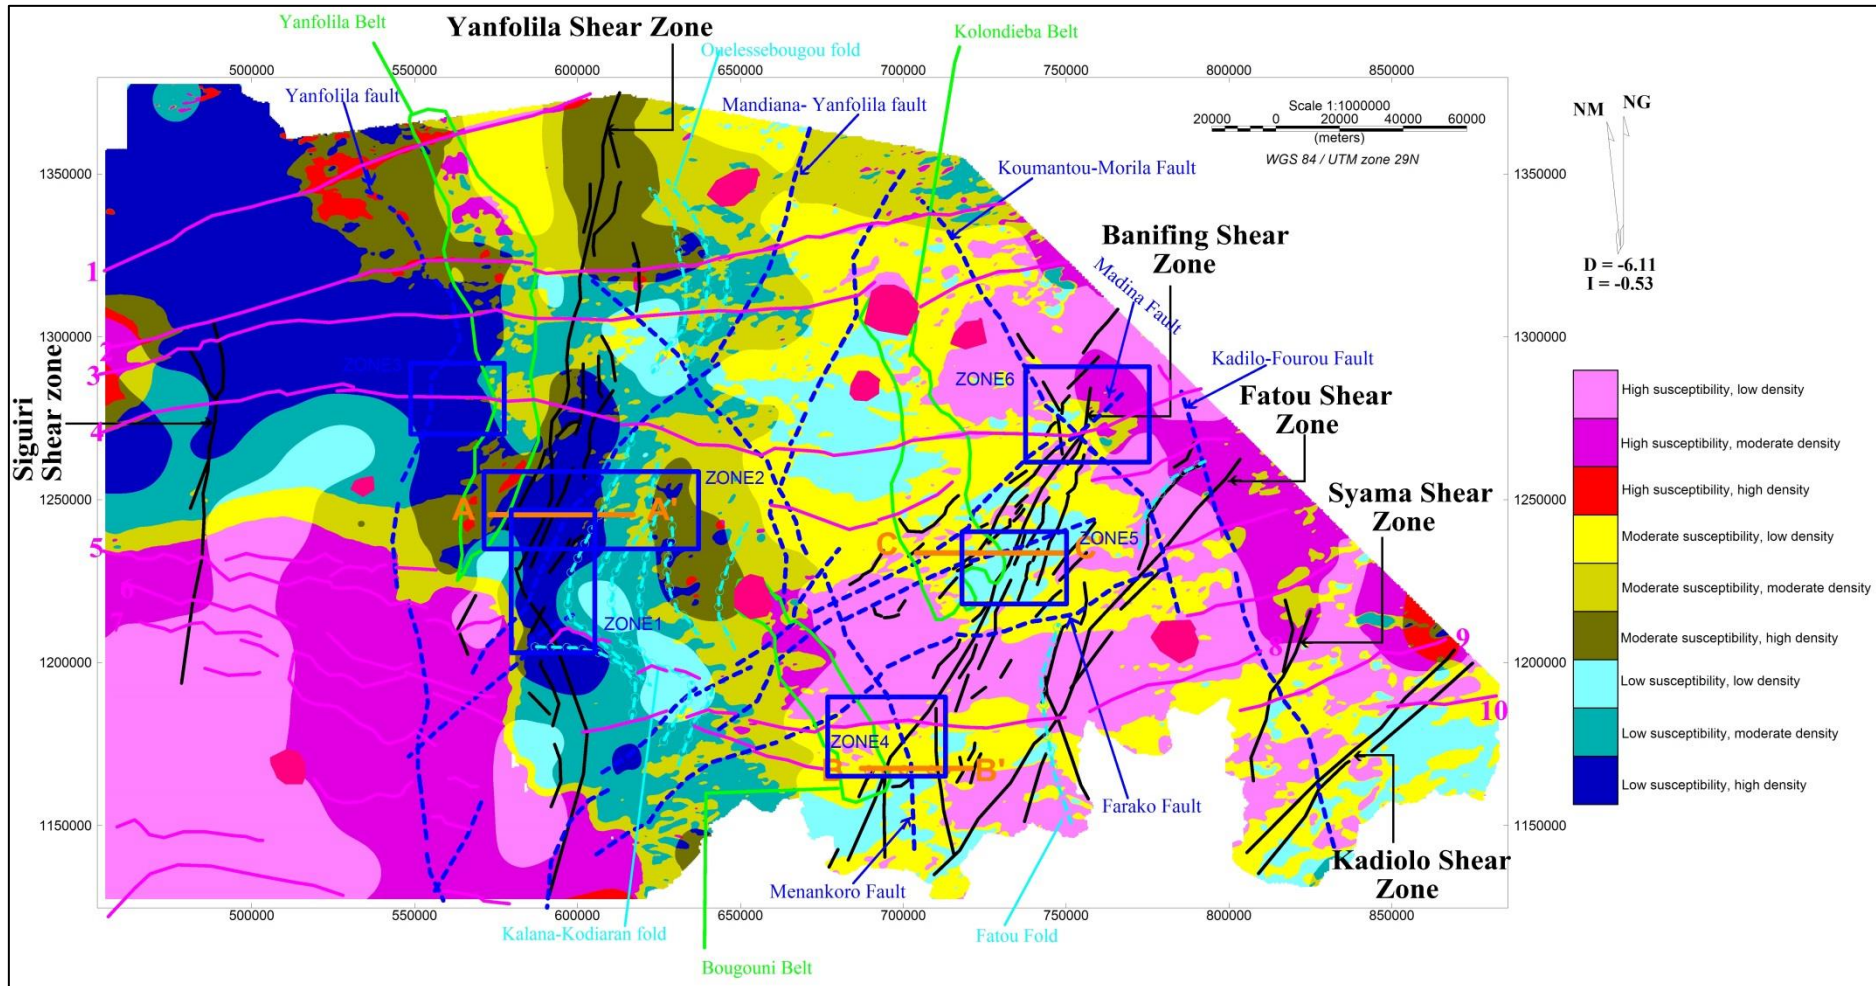 Yanfolila Belt
Yanfolila Shear Zone
Ouelessebougou fold
Kolondieba Belt
500000
550000
600000
650000
700000
750000
800000
850000
Yanfolila fault
Mandiana- Yanfolila fault
Scale 1:1000000
20000 0 20000 40000 60000
(meters)
WGS 84 / UTM zone 29N
NM NG
D = -6.11
I = -0.53
1350000
1350000
Koumantou-Morila Fault
Banifing Shear
Zone
Madina Fault
1
1300000
1300000
2
3
ZONE3
ZONE6
Kadilo-Fourou Fault
Fatou Shear
Zone
Siguiri
Shear zone
4
ZONE2
Syama Shear
Zone
1250000
1250000
A
A'
5
C
C'
ZONE5
6
7
ZONE1
8
9
1200000
1200000
10
ZONE4
B
B'
Farako Fault
1150000
1150000
Kadiolo Shear
Zone
Menankoro Fault
500000
550000
600000
650000
700000
750000
800000
850000
Kalana-Kodiaran fold
Fatou Fold
Bougouni Belt
High susceptibility, low density
High susceptibility, moderate density
High susceptibility, high density
Moderate susceptibility, low density
Moderate susceptibility, moderate density
Moderate susceptibility, high density
Low susceptibility, low density
Low susceptibility, moderate density
Low susceptibility, high density